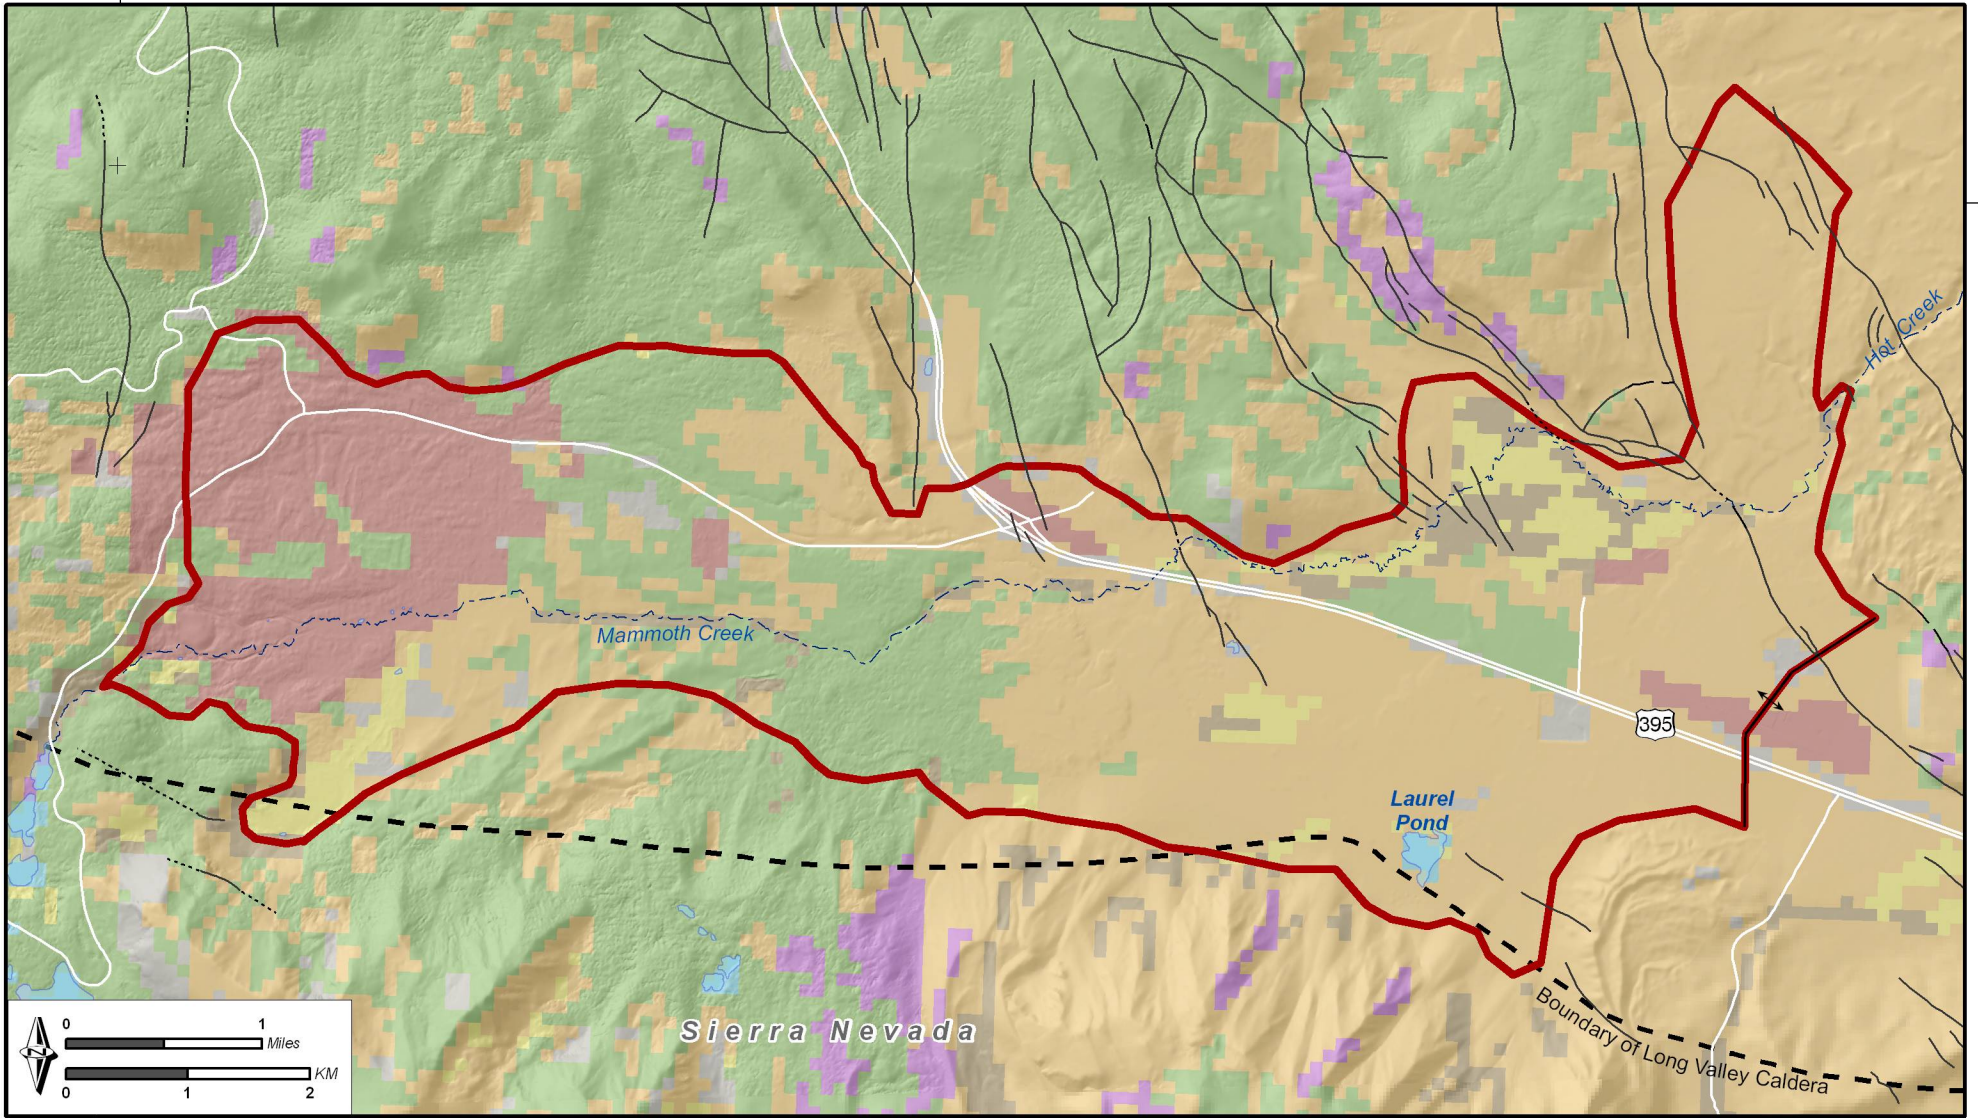 Hot Creek
Mammoth Creek
395
Laurel
Pond
Boundary of Long Valley Caldera
Sierra Nevada
0 1
Miles
N
KM
0 1 2